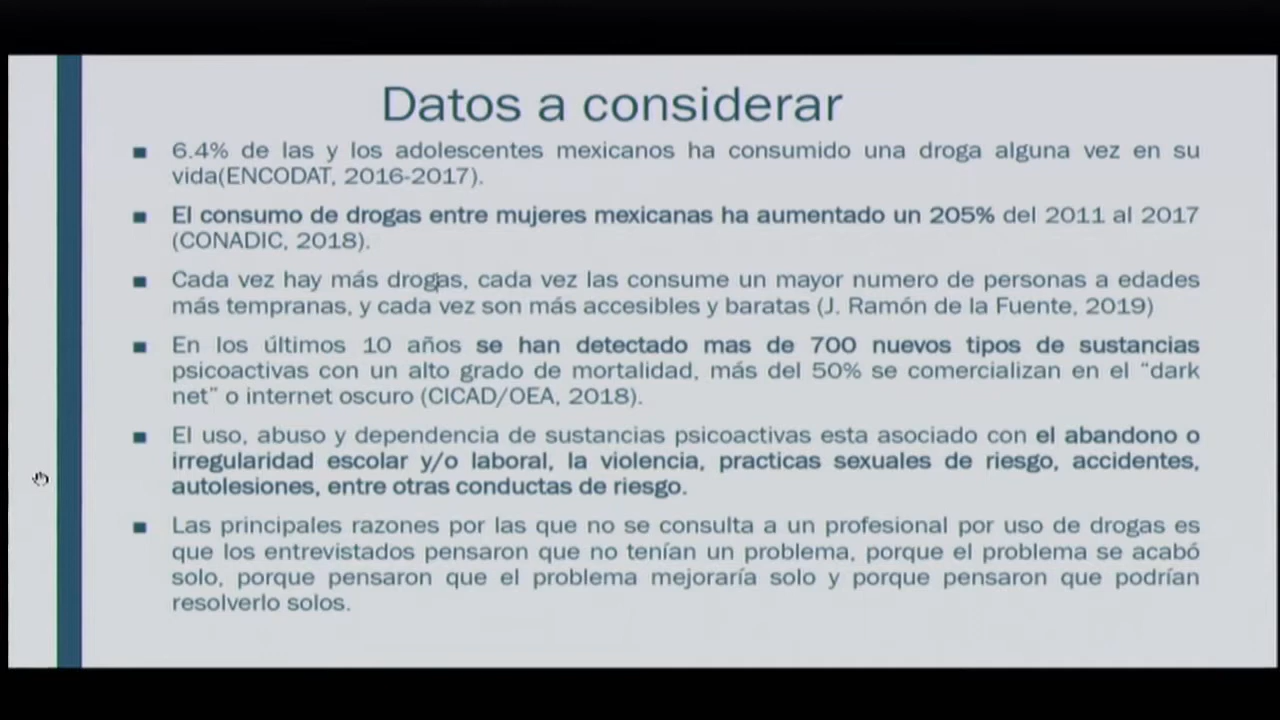 Datos a considerar
■ 6.4% de las y los adolescentes mexicanos ha consumido una droga alguna vez en su
vida(ENCODAT, 2016-2017).
■ El consumo de drogas entre mujeres mexicanas ha aumentado un 205% del 2011 al 2017
(CONADIC, 2018).
■ Cada vez hay más drogas, cada vez las consume un mayor numero de personas a edades
más tempranas, y cada vez son más accesibles y baratas (J. Ramón de la Fuente, 2019)
■ En los últimos 10 años se han detectado mas de 700 nuevos tipos de sustancias
psicoactivas con un alto grado de mortalidad, más del 50% se comercializan en el “dark
net” o internet oscuro (CICAD/OEA, 2018).
■ El uso, abuso y dependencia de sustancias psicoactivas esta asociado con el abandono o
irregularidad escolar y/o laboral, la violencia, practicas sexuales de riesgo, accidentes,
autolesiones, entre otras conductas de riesgo.
■ Las principales razones por las que no se consulta a un profesional por uso de drogas es
que los entrevistados pensaron que no tenían un problema, porque el problema se acabó
solo, porque pensaron que el problema mejoraría solo y porque pensaron que podrían
resolverlo solos.